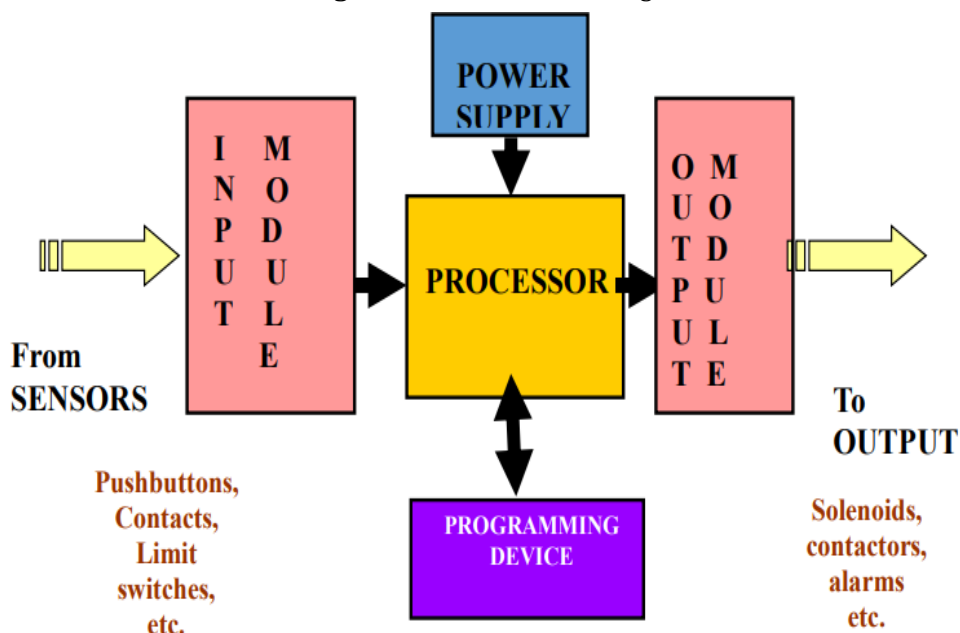 POWER
SUPPLY
INPUT
MODULE
OUTPUT
MODULE
PROCESSOR
From
SENSORS
To
OUTPUT
Pushbuttons,
Contacts,
Limit
switches,
etc.
PROGRAMMING
DEVICE
Solenoids,
contactors,
alarms
etc.